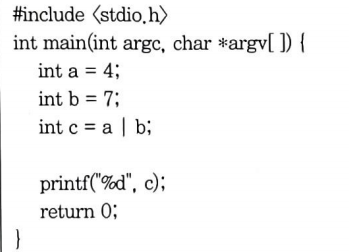 #include <stdio.h>
int main(int argc, char *argv[ ]) {
int a = 4;
int b = 7;
int c = a | b;
printf("%d", c);
return 0;
}